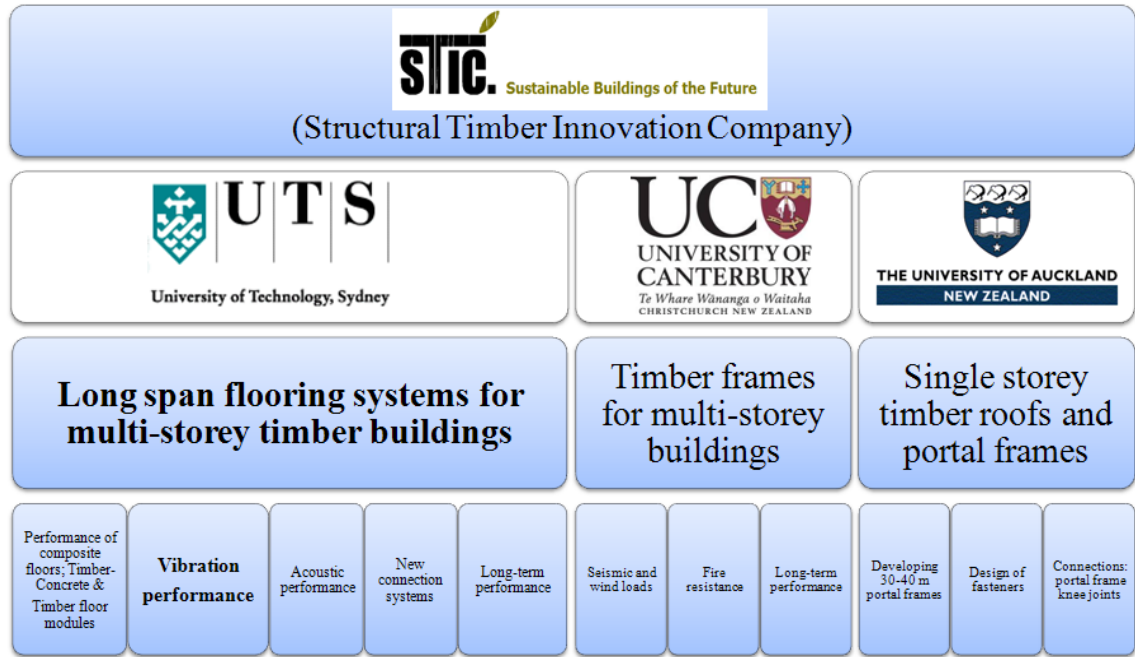 STIC. Sustainable Buildings of the Future
(Structural Timber Innovation Company)
UTS
University of Technology, Sydney
UC
UNIVERSITY OF
CANTERBURY
Te Whare Wānanga o Waitaha
CHRISTCHURCH NEW ZEALAND
THE UNIVERSITY OF AUCKLAND
NEW ZEALAND
Long span flooring systems for
multi-storey timber buildings
Timber frames
for multi-storey
buildings
Single storey
timber roofs and
portal frames
Performance of
composite
floors; Timber-
Concrete &
Timber floor
modules
Vibration
performance
Acoustic
performance
New
connection
systems
Long-term
performance
Seismic and
wind loads
Fire
resistance
Long-term
performance
Developing
30-40 m
portal frames
Design of
fasteners
Connections:
portal frame
knee joints